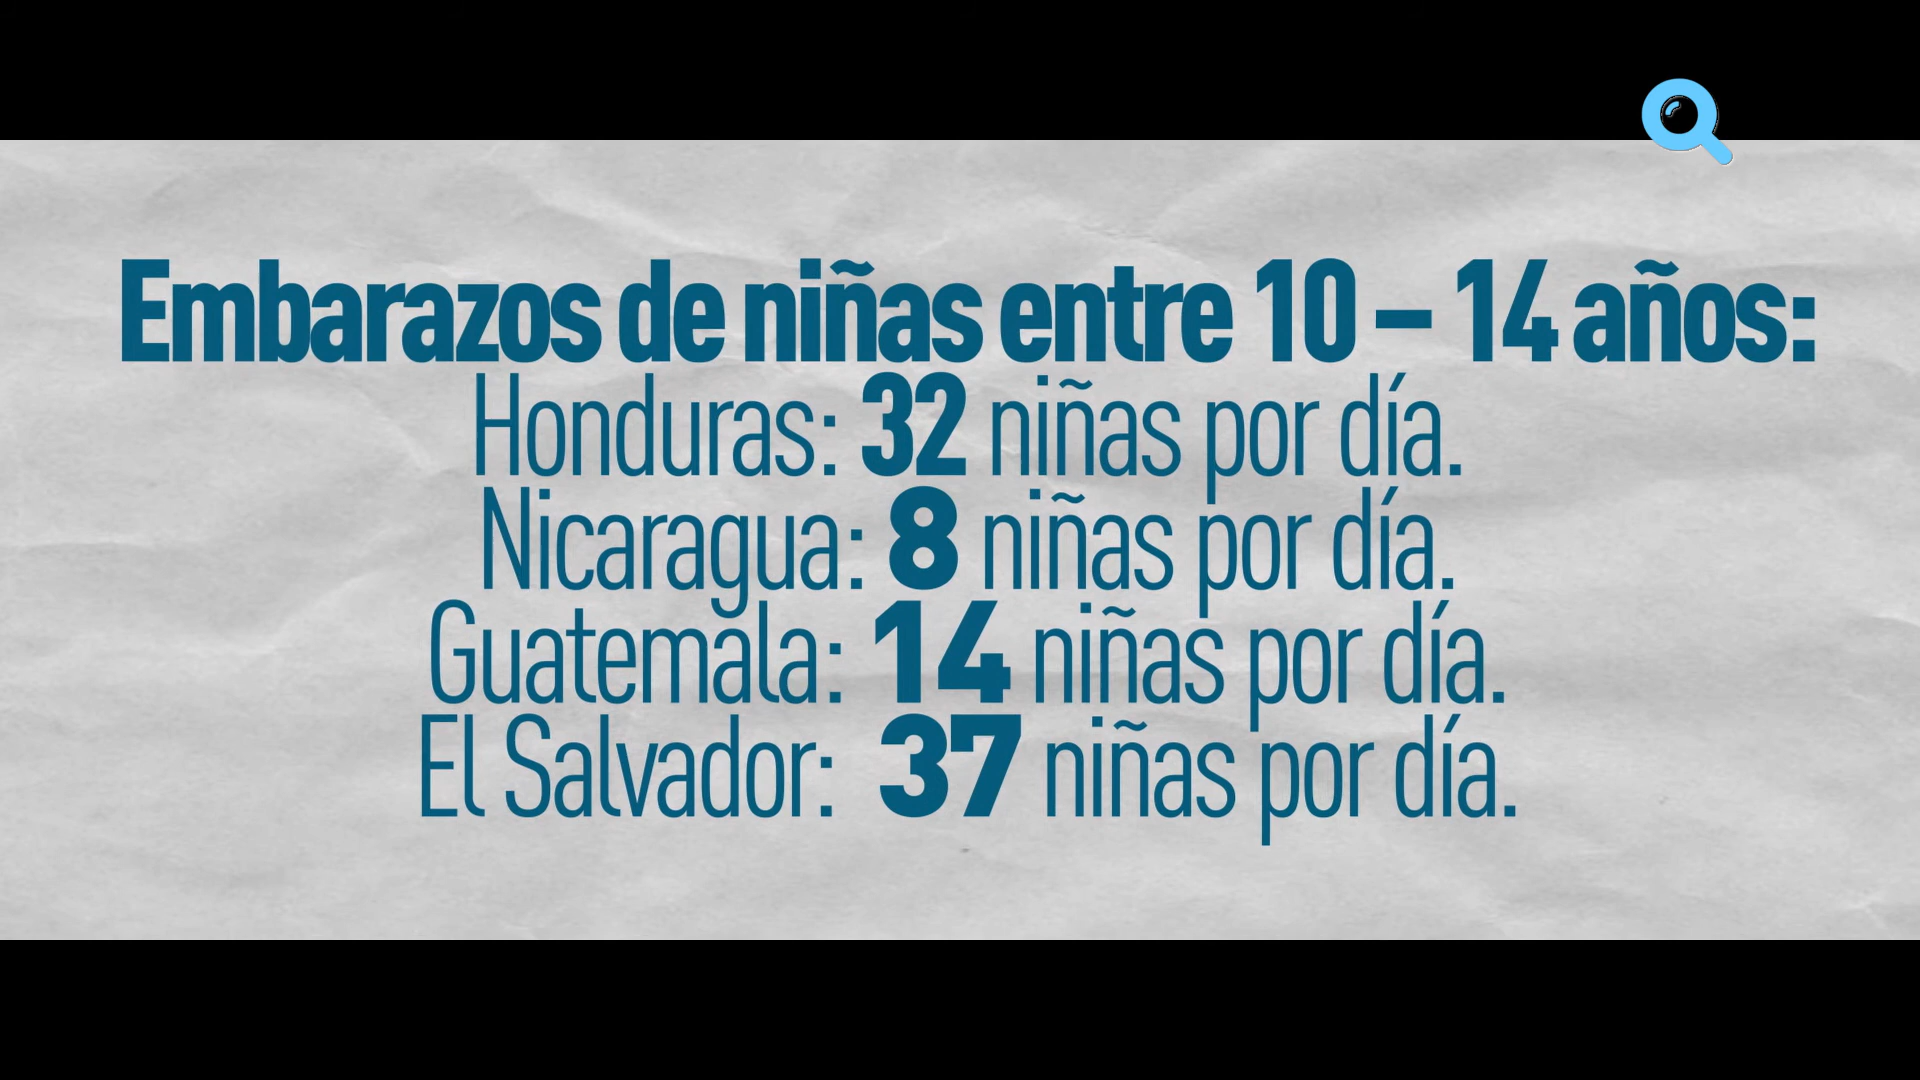 Embarazos de niñas entre 10 – 14 años:
Honduras: 32 niñas por día.
Nicaragua: 8 niñas por día.
Guatemala: 14 niñas por día.
El Salvador: 37 niñas por día.